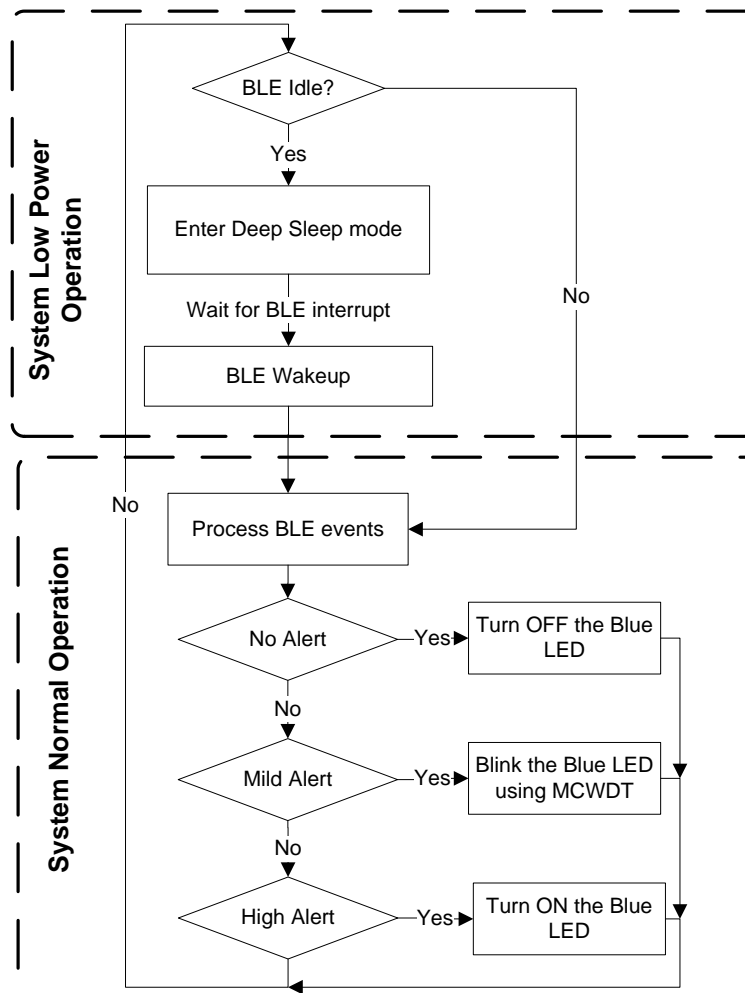 System Low Power
Operation
BLE Idle?
Yes
No
Enter Deep Sleep mode
Wait for BLE interrupt
BLE Wakeup
System Normal Operation
No
Process BLE events
No Alert
Yes
Turn OFF the Blue
LED
No
Mild Alert
Yes
Blink the Blue LED
using MCWDT
No
High Alert
Yes
Turn ON the Blue
LED